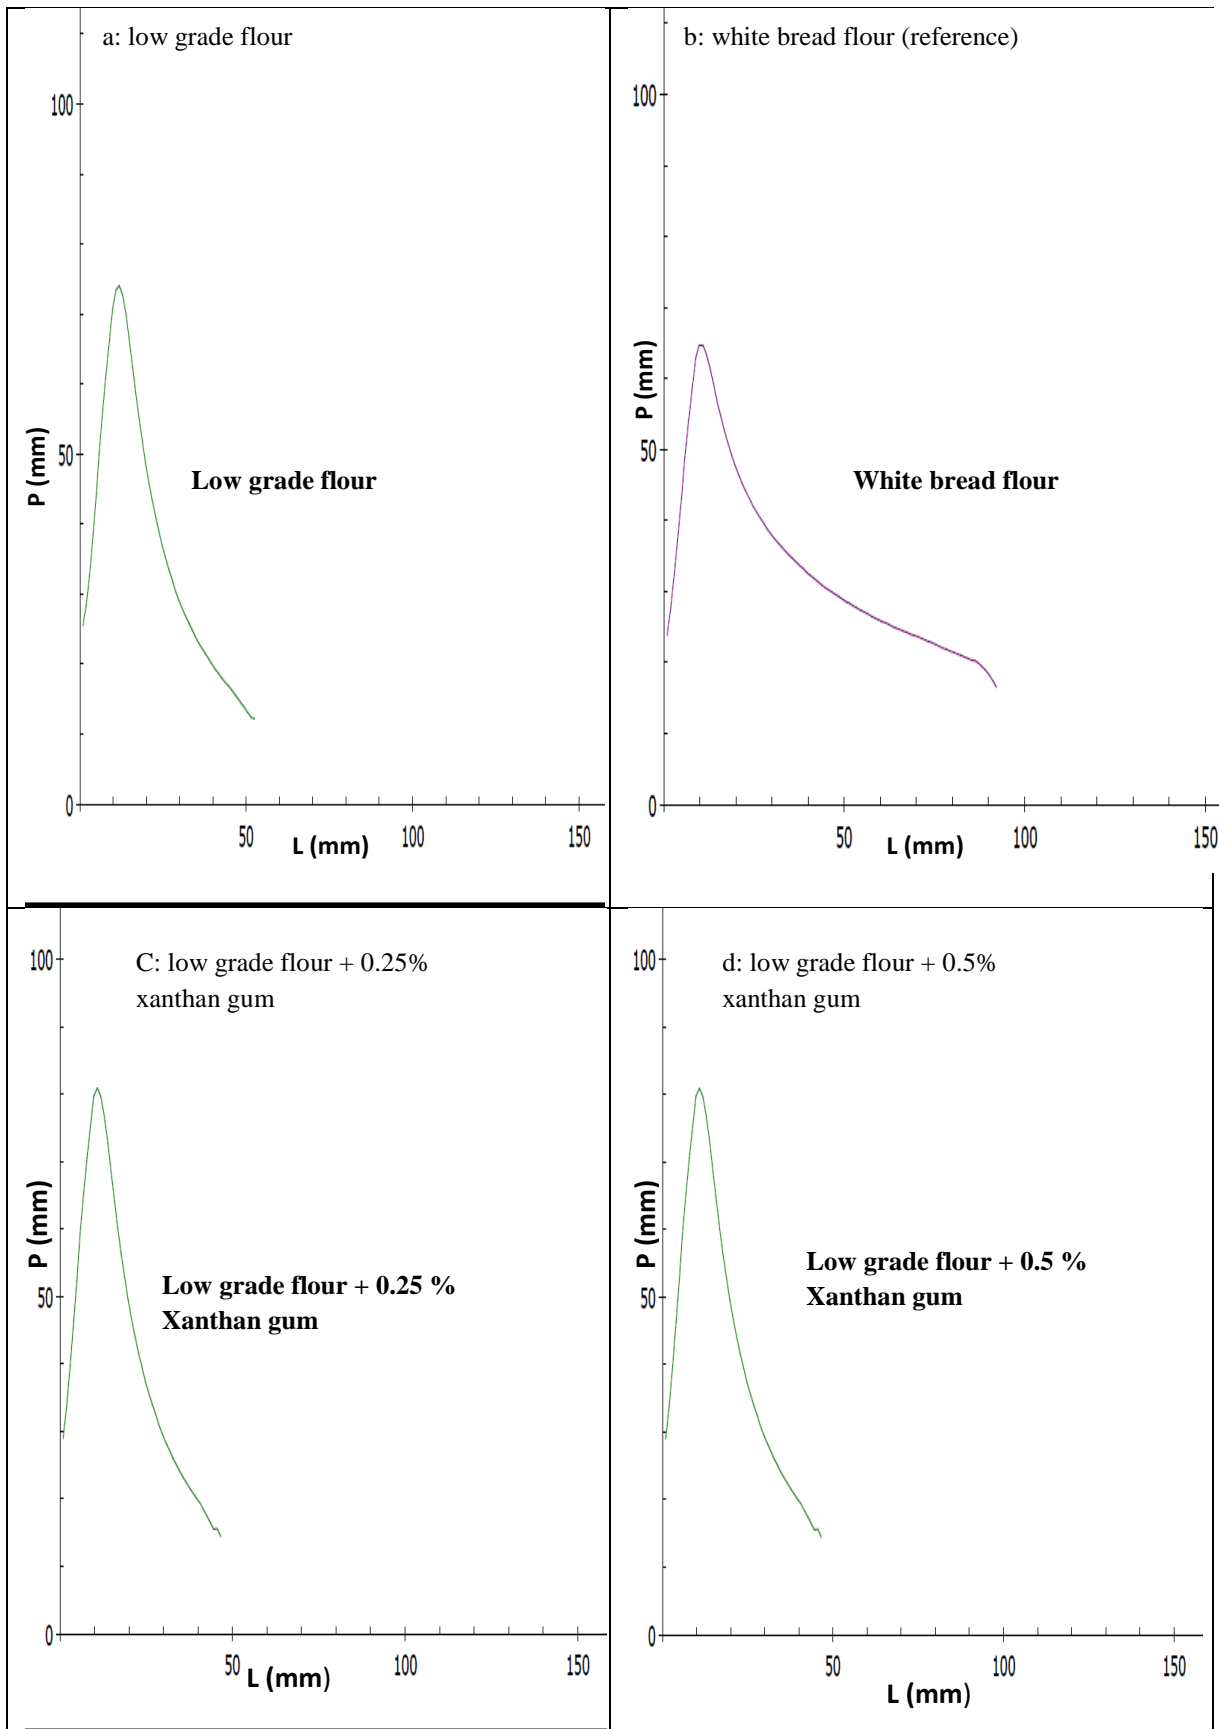 a: low grade flour
100
P (mm)
50
Low grade flour
0
50
L (mm)
100
150
b: white bread flour (reference)
100
P (mm)
50
White bread flour
0
50
L (mm)
100
150
C: low grade flour + 0.25%
xanthan gum
100
P (mm)
50
Low grade flour + 0.25 %
Xanthan gum
0
50
L (mm)
100
150
d: low grade flour + 0.5%
xanthan gum
100
P (mm)
50
Low grade flour + 0.5 %
Xanthan gum
0
50
L (mm)
100
150